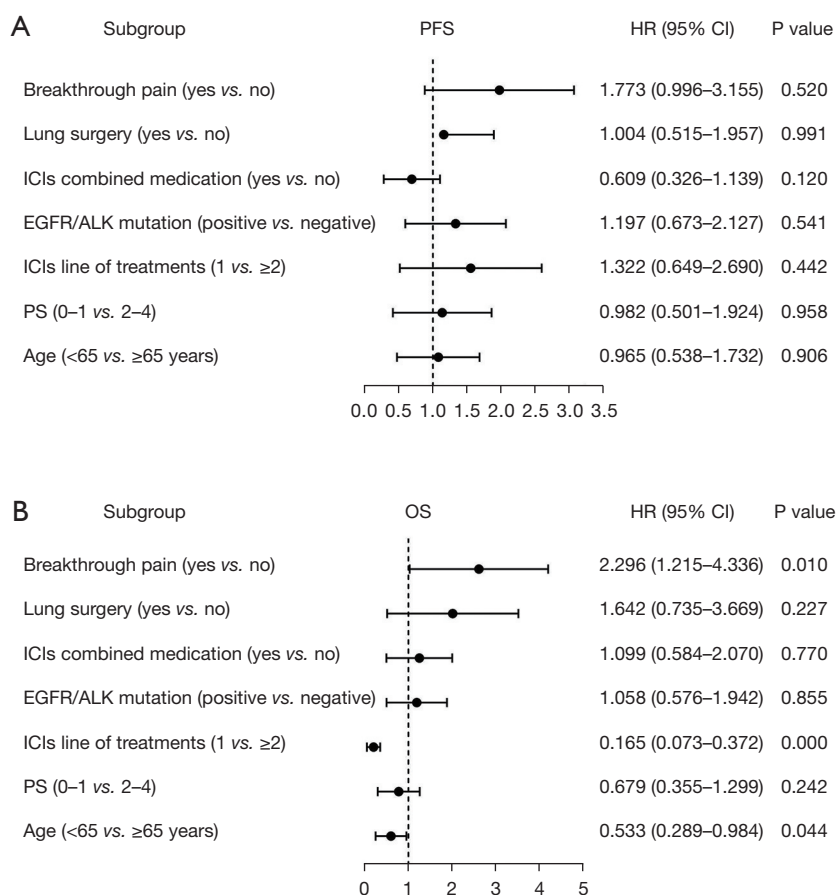 A Subgroup PFS HR (95% CI) P value
Breakthrough pain (yes vs. no) 1.773 (0.996–3.155) 0.520
Lung surgery (yes vs. no) 1.004 (0.515–1.957) 0.991
ICIs combined medication (yes vs. no) 0.609 (0.326–1.139) 0.120
EGFR/ALK mutation (positive vs. negative) 1.197 (0.673–2.127) 0.541
ICIs line of treatments (1 vs. ≥2) 1.322 (0.649–2.690) 0.442
PS (0–1 vs. 2–4) 0.982 (0.501–1.924) 0.958
Age (<65 vs. ≥65 years) 0.965 (0.538–1.732) 0.906
0.0 0.5 1.0 1.5 2.0 2.5 3.0 3.5
B Subgroup OS HR (95% CI) P value
Breakthrough pain (yes vs. no) 2.296 (1.215–4.336) 0.010
Lung surgery (yes vs. no) 1.642 (0.735–3.669) 0.227
ICIs combined medication (yes vs. no) 1.099 (0.584–2.070) 0.770
EGFR/ALK mutation (positive vs. negative) 1.058 (0.576–1.942) 0.855
ICIs line of treatments (1 vs. ≥2) 0.165 (0.073–0.372) 0.000
PS (0–1 vs. 2–4) 0.679 (0.355–1.299) 0.242
Age (<65 vs. ≥65 years) 0.533 (0.289–0.984) 0.044
0 1 2 3 4 5